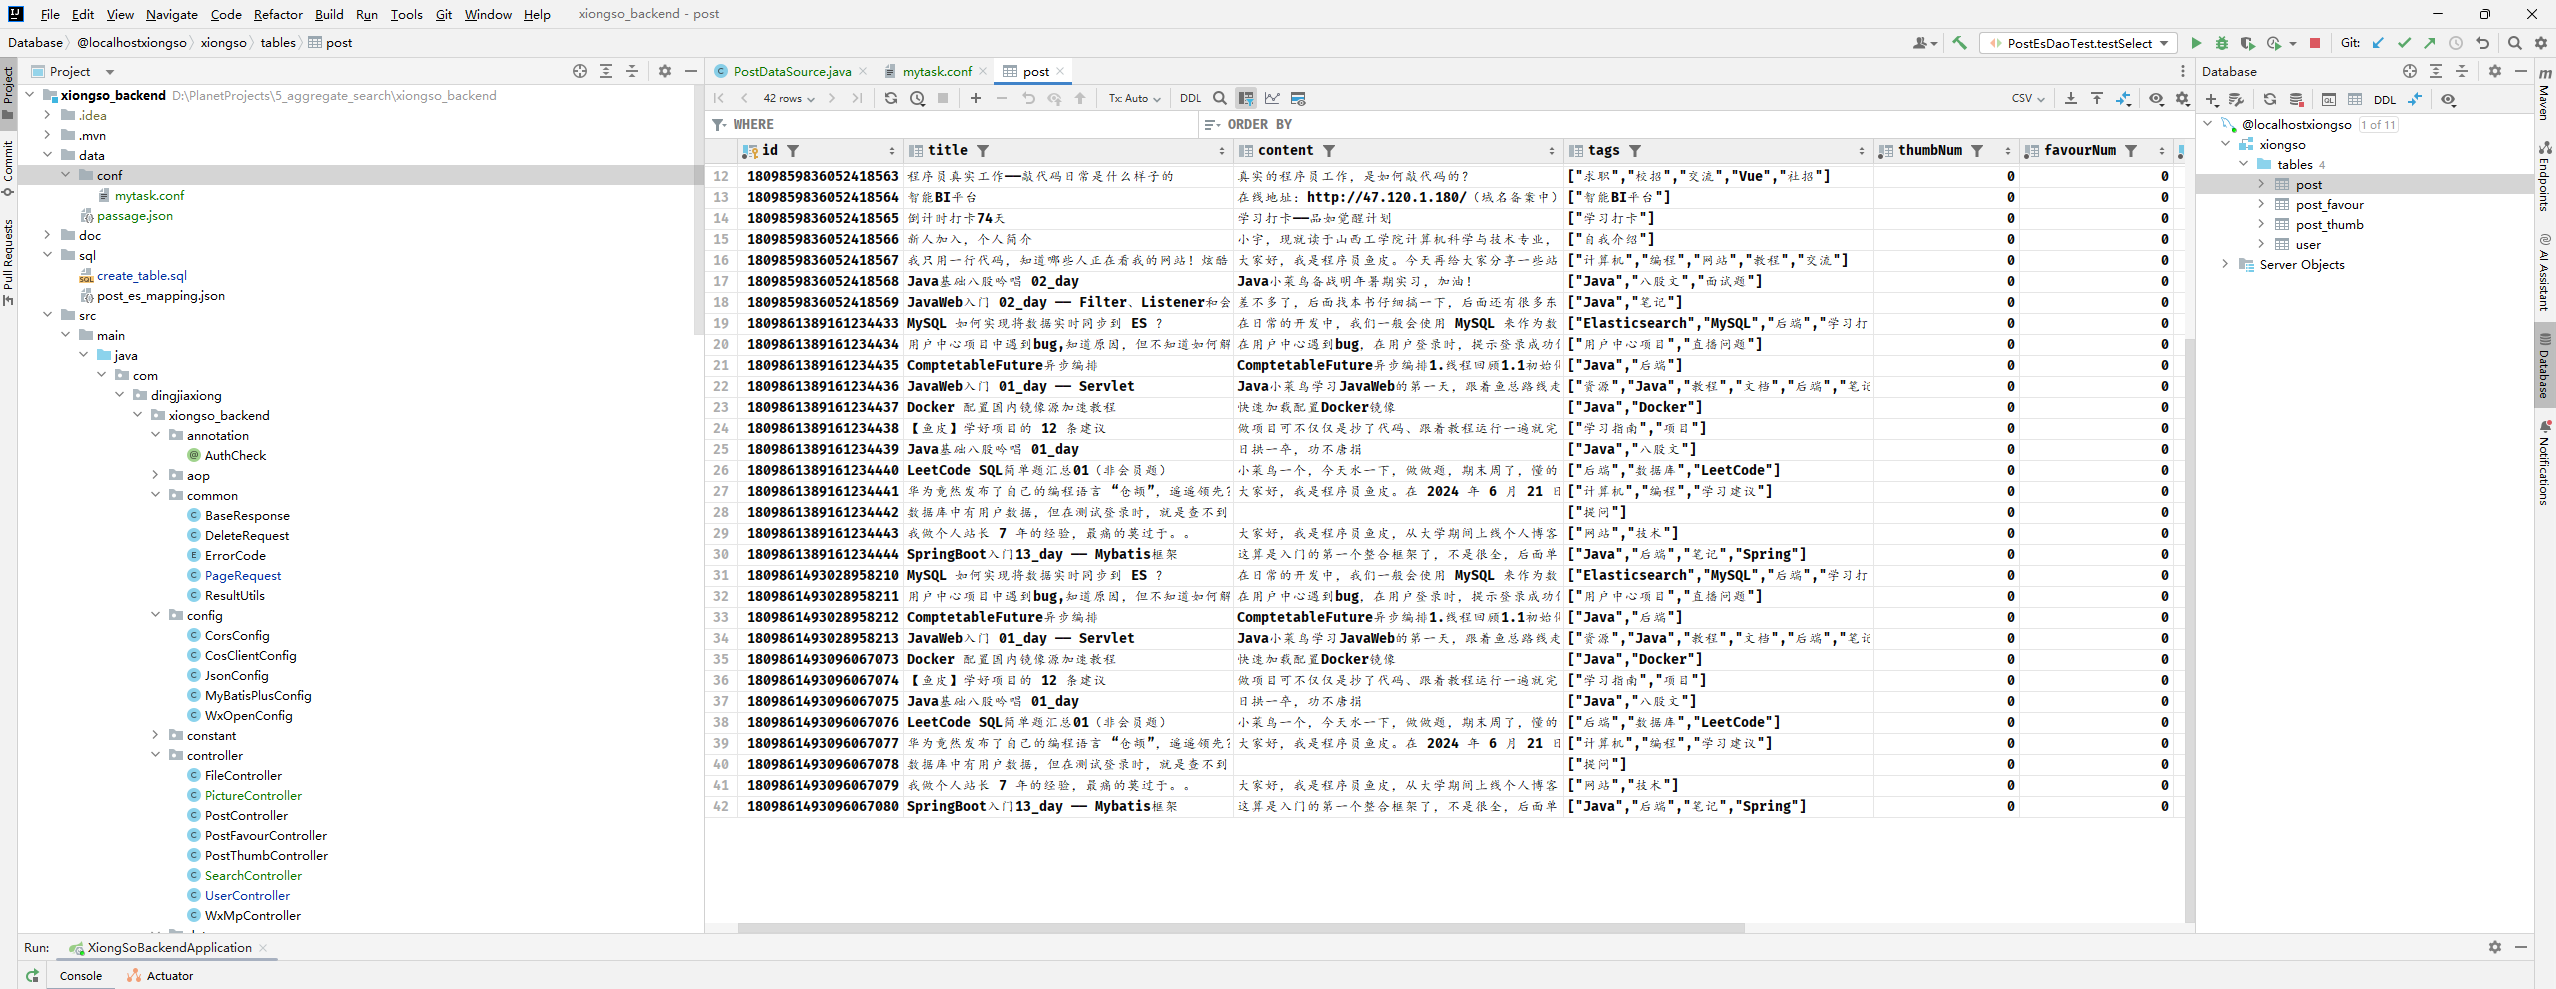 File Edit View Navigate Code Refactor Build Run Tools Git Window Help xiongso_backend - post
Database @localhostxiongso xiongso tables post PostEsDaoTest.testSelect Git:
Project
PostDataSource.java mytask.conf post
Database
42 rows Tx: Auto DDL CSV DDL
WHERE ORDER BY
id title content tags thumbNum favourNum
12 1809859836052418563 程序员真实工作——敲代码日常是什么样子的 真实的程序员工作，是如何敲代码的？ ["求职","校招","交流","Vue","社招"] 0 0
13 1809859836052418564 智能BI平台 在线地址：http://47.120.1.180/（域名备案中） ["智能BI平台"] 0 0
14 1809859836052418565 倒计时打卡74天 学习打卡——品如觉醒计划 ["学习打卡"] 0 0
15 1809859836052418566 新人加入，个人简介 小宇，现就读于山西工学院计算机科学与技术专业， ["自我介绍"] 0 0
16 1809859836052418567 我只用一行代码，知道哪些人正在看我的网站！炫酷 大家好，我是程序员鱼皮。今天再给大家分享一些站 ["计算机","编程","网站","教程","交流"] 0 0
17 1809859836052418568 Java基础八股吟唱 02_day Java小菜鸟备战明年暑期实习，加油！ ["Java","八股文","面试题"] 0 0
18 1809859836052418569 JavaWeb入门 02_day —— Filter、Listener和会 差不多了，后面找本书仔细搞一下，后面还有很多东 ["Java","笔记"] 0 0
19 1809861389161234433 MySQL 如何实现将数据实时同步到 ES ？ 在日常的开发中，我们一般会使用 MySQL 来作为数 ["Elasticsearch","MySQL","后端","学习打 0 0
20 1809861389161234434 用户中心项目中遇到bug,知道原因，但不知道如何解 在用户中心遇到bug，在用户登录时，提示登录成功 ["用户中心项目","直播问题"] 0 0
21 1809861389161234435 ComptetableFuture异步编排 ComptetableFuture异步编排1.线程回顾1.1初始 ["Java","后端"] 0 0
22 1809861389161234436 JavaWeb入门 01_day —— Servlet Java小菜鸟学习JavaWeb的第一天，跟着鱼总路线走 ["资源","Java","教程","文档","后端","笔记 0 0
23 1809861389161234437 Docker 配置国内镜像源加速教程 快速加载配置Docker镜像 ["Java","Docker"] 0 0
24 1809861389161234438 【鱼皮】学好项目的 12 条建议 做项目可不仅仅是抄了代码、跟着教程运行一遍就完 ["学习指南","项目"] 0 0
25 1809861389161234439 Java基础八股吟唱 01_day 日拱一卒，功不唐捐 ["Java","八股文"] 0 0
26 1809861389161234440 LeetCode SQL简单题汇总01（非会员题） 小菜鸟一个，今天水一下，做做题，期末周了，懂的 ["后端","数据库","LeetCode"] 0 0
27 1809861389161234441 华为竟然发布了自己的编程语言 “仓颉”，遥遥领先？ 大家好，我是程序员鱼皮。在 2024 年 6 月 21 日 ["计算机","编程","学习建议"] 0 0
28 1809861389161234442 数据库中有用户数据，但在测试登录时，就是查不到 ["提问"] 0 0
29 1809861389161234443 我做个人站长 7 年的经验，最痛的莫过于。。 大家好，我是程序员鱼皮，从大学期间上线个人博客 ["网站","技术"] 0 0
30 1809861389161234444 SpringBoot入门13_day —— Mybatis框架 这算是入门的第一个整合框架了，不是很全，后面单 ["Java","后端","笔记","Spring"] 0 0
31 1809861493028958210 MySQL 如何实现将数据实时同步到 ES ？ 在日常的开发中，我们一般会使用 MySQL 来作为数 ["Elasticsearch","MySQL","后端","学习打 0 0
32 1809861493028958211 用户中心项目中遇到bug,知道原因，但不知道如何解 在用户中心遇到bug，在用户登录时，提示登录成功 ["用户中心项目","直播问题"] 0 0
33 1809861493028958212 ComptetableFuture异步编排 ComptetableFuture异步编排1.线程回顾1.1初始 ["Java","后端"] 0 0
34 1809861493028958213 JavaWeb入门 01_day —— Servlet Java小菜鸟学习JavaWeb的第一天，跟着鱼总路线走 ["资源","Java","教程","文档","后端","笔记 0 0
35 1809861493096067073 Docker 配置国内镜像源加速教程 快速加载配置Docker镜像 ["Java","Docker"] 0 0
36 1809861493096067074 【鱼皮】学好项目的 12 条建议 做项目可不仅仅是抄了代码、跟着教程运行一遍就完 ["学习指南","项目"] 0 0
37 1809861493096067075 Java基础八股吟唱 01_day 日拱一卒，功不唐捐 ["Java","八股文"] 0 0
38 1809861493096067076 LeetCode SQL简单题汇总01（非会员题） 小菜鸟一个，今天水一下，做做题，期末周了，懂的 ["后端","数据库","LeetCode"] 0 0
39 1809861493096067077 华为竟然发布了自己的编程语言 “仓颉”，遥遥领先？ 大家好，我是程序员鱼皮。在 2024 年 6 月 21 日 ["计算机","编程","学习建议"] 0 0
40 1809861493096067078 数据库中有用户数据，但在测试登录时，就是查不到 ["提问"] 0 0
41 1809861493096067079 我做个人站长 7 年的经验，最痛的莫过于。。 大家好，我是程序员鱼皮，从大学期间上线个人博客 ["网站","技术"] 0 0
42 1809861493096067080 SpringBoot入门13_day —— Mybatis框架 这算是入门的第一个整合框架了，不是很全，后面单 ["Java","后端","笔记","Spring"] 0 0
xiongso_backend D:\PlanetProjects\5_aggregate_search\xiongso_backend
.idea
.mvn
data
conf
mytask.conf
passage.json
doc
sql
create_table.sql
post_es_mapping.json
src
main
java
com
dingjiaxiong
xiongso_backend
annotation
AuthCheck
aop
common
BaseResponse
DeleteRequest
ErrorCode
PageRequest
ResultUtils
config
CorsConfig
CosClientConfig
JsonConfig
MyBatisPlusConfig
WxOpenConfig
constant
controller
FileController
PictureController
PostController
PostFavourController
PostThumbController
SearchController
UserController
WxMpController
@localhostxiongso 1 of 11
xiongso
tables 4
post
post_favour
post_thumb
user
Server Objects
Project
Commit
Pull Requests
Maven
Endpoints
AI Assistant
Database
Notifications
Run: XiongSoBackendApplication
Console Actuator